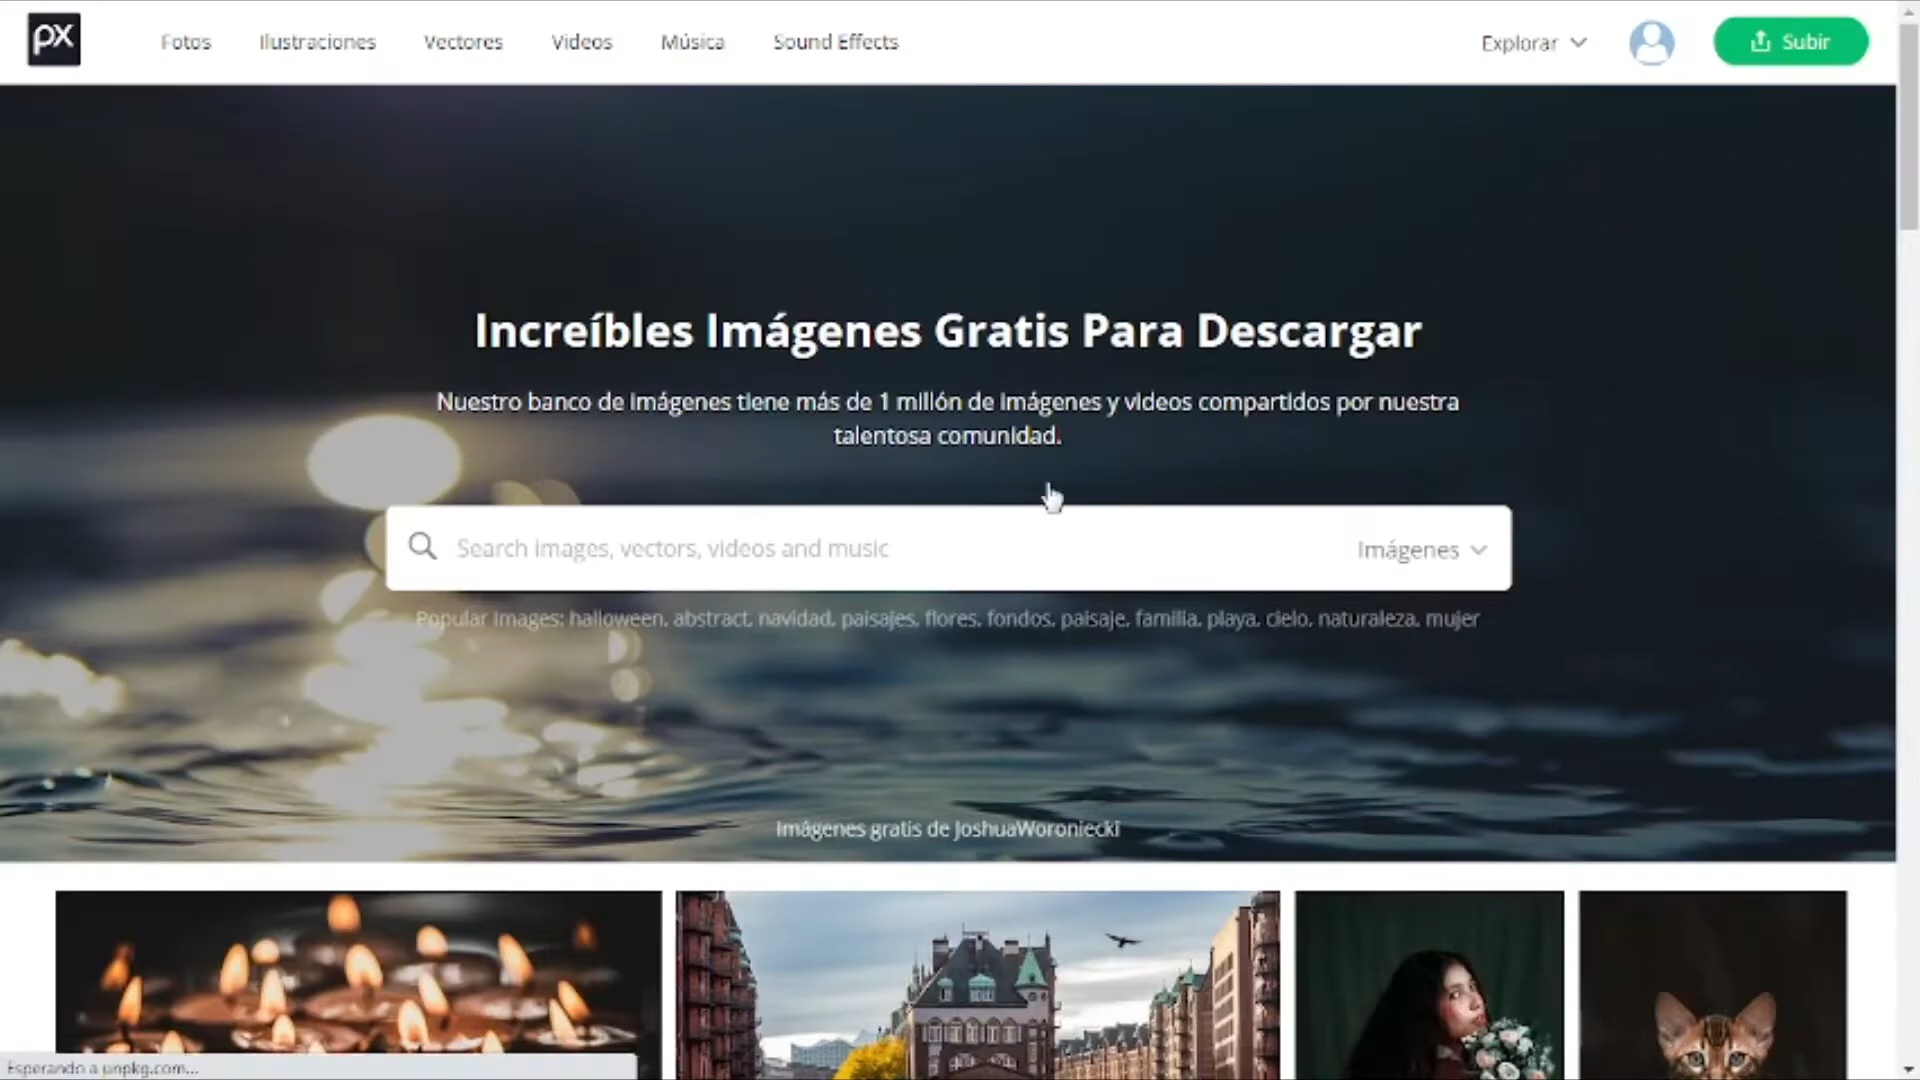 px
Fotos
Ilustraciones
Vectores
Videos
Música
Sound Effects
Explorar
Subir
Increíbles Imágenes Gratis Para Descargar
Nuestro banco de imágenes tiene más de 1 millón de imágenes y videos compartidos por nuestra
talentosa comunidad.
Search images, vectors, videos and music
Imágenes
Popular Images: halloween, abstract, navidad, paisajes, flores, fondos, paisaje, familia, playa, cielo, naturaleza, mujer
Imágenes gratis de JoshuaWoroniecki
Esperando a unpkg.com...